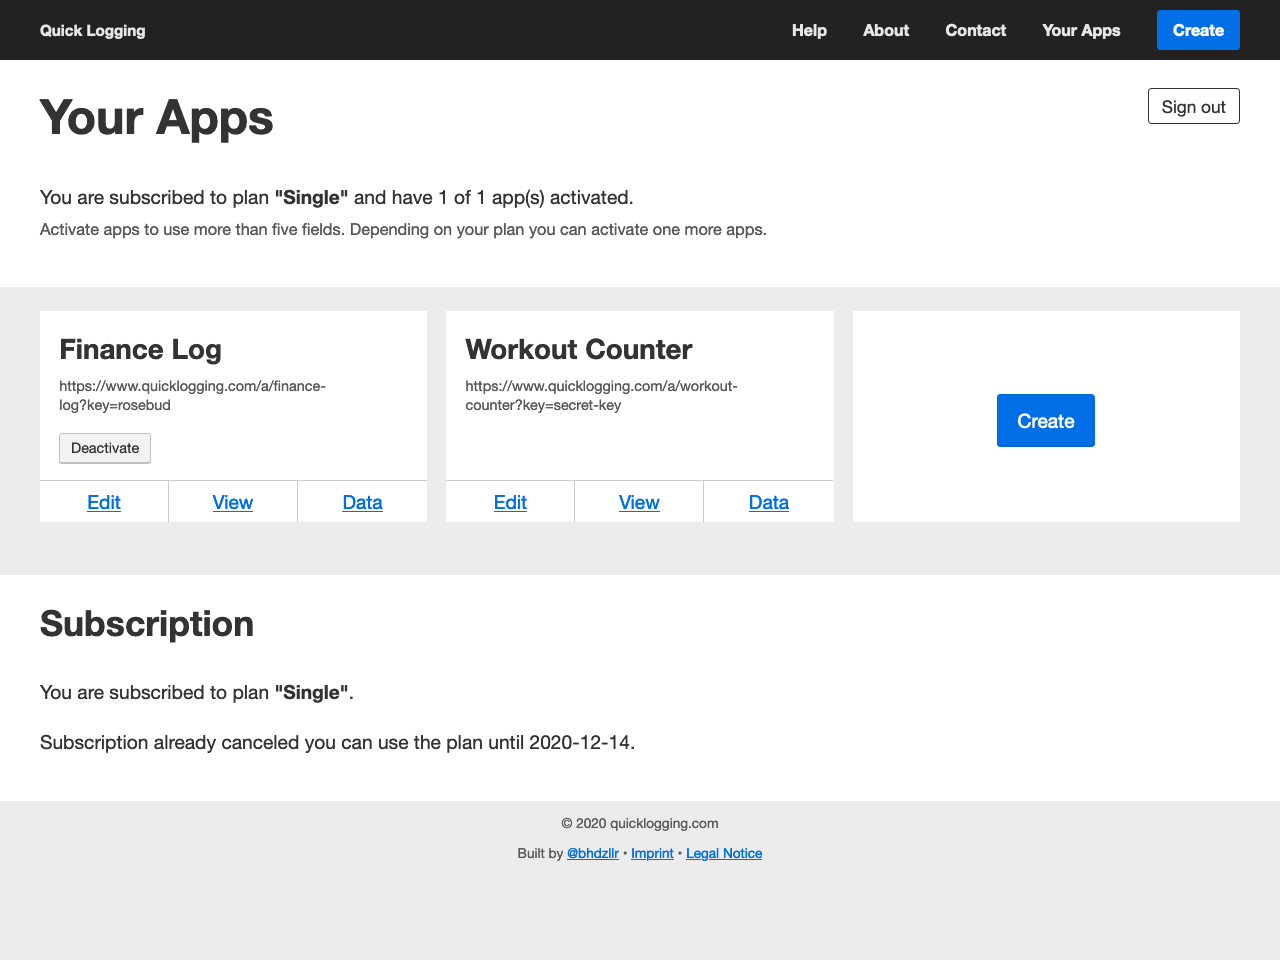 Quick Logging
Help
About
Contact
Your Apps
Create
Your Apps
Sign out
You are subscribed to plan "Single" and have 1 of 1 app(s) activated.
Activate apps to use more than five fields. Depending on your plan you can activate one more apps.
Finance Log
https://www.quicklogging.com/a/finance-
log?key=rosebud
Deactivate
Edit
View
Data
Workout Counter
https://www.quicklogging.com/a/workout-
counter?key=secret-key
Edit
View
Data
Create
Subscription
You are subscribed to plan "Single".
Subscription already canceled you can use the plan until 2020-12-14.
© 2020 quicklogging.com
Built by @bhdzllr • Imprint • Legal Notice